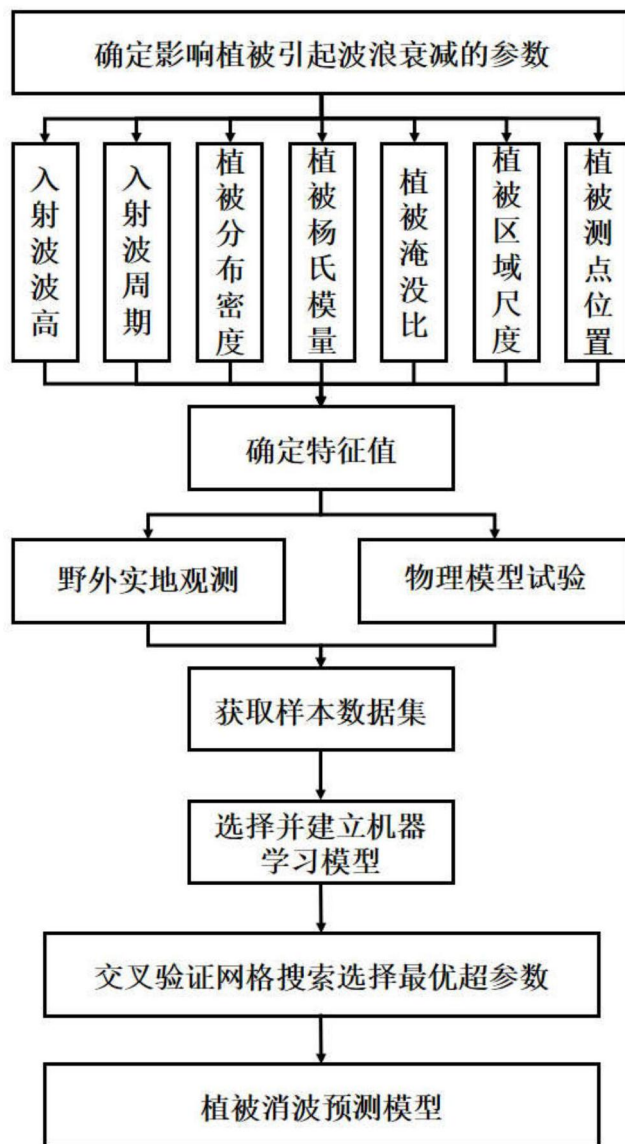 确定影响植被引起波浪衰减的参数
入射波波高
入射波周期
植被分布密度
植被杨氏模量
植被淹没比
植被区域尺度
植被测点位置
确定特征值
野外实地观测
物理模型试验
获取样本数据集
选择并建立机器
学习模型
交叉验证网格搜索选择最优超参数
植被消波预测模型